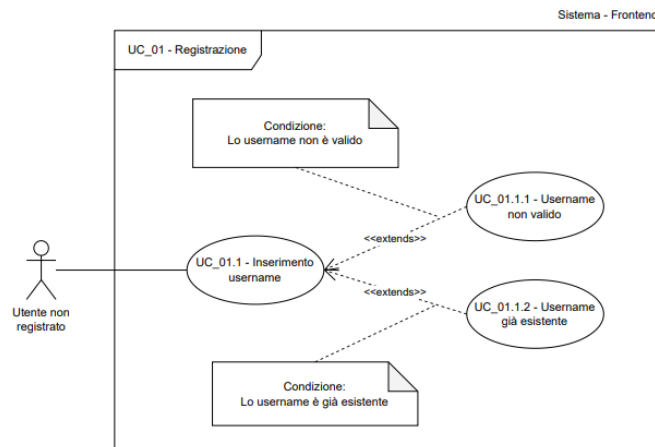 Sistema - Frontend
UC_01 - Registrazione
Condizione:
Lo username non è valido
UC_01.1.1 - Username
non valido
<<extends>>
UC_01.1 - Inserimento
username
<<extends>>
UC_01.1.2 - Username
già esistente
Utente non
registrato
Condizione:
Lo username è già esistente